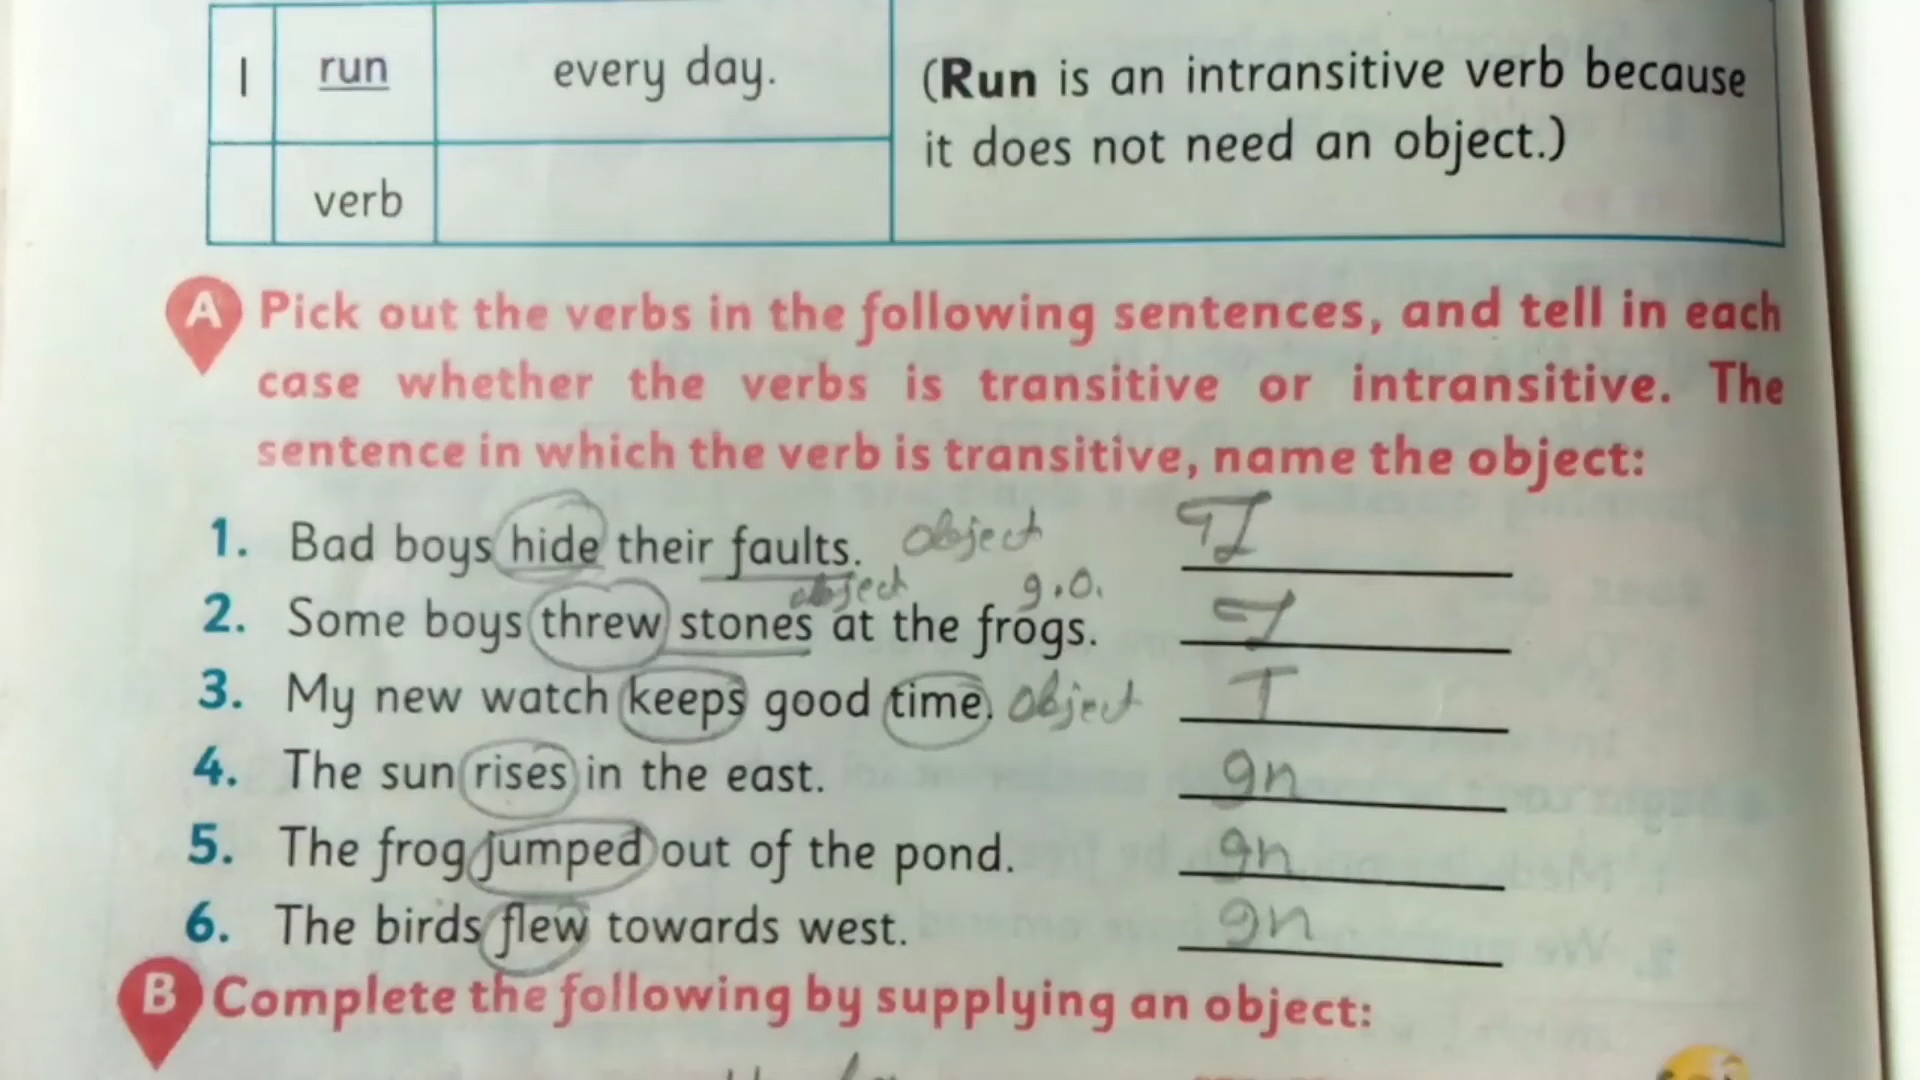 I run every day. (Run is an intransitive verb because
it does not need an object.)
verb
A Pick out the verbs in the following sentences, and tell in each
case whether the verbs is transitive or intransitive. The
sentence in which the verb is transitive, name the object:
1. Bad boys hide their faults. object
object g.o.
2. Some boys threw stones at the frogs.
3. My new watch keeps good time. object T
4. The sun rises in the east. gn
5. The frog jumped out of the pond. gn
6. The birds flew towards west. gn
B Complete the following by supplying an object: